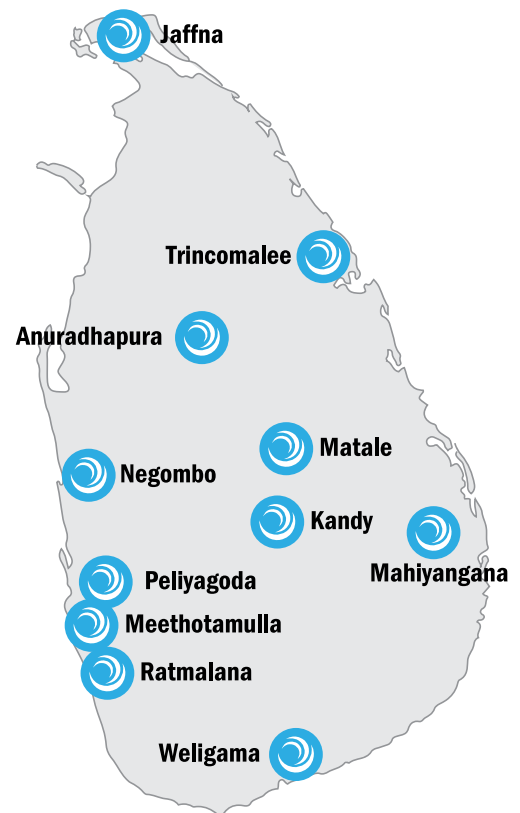 Jaffna
Trincomalee
Anuradhapura
Matale
Negombo
Kandy
Mahiyangana
Peliyagoda
Meethotamulla
Ratmalana
Weligama